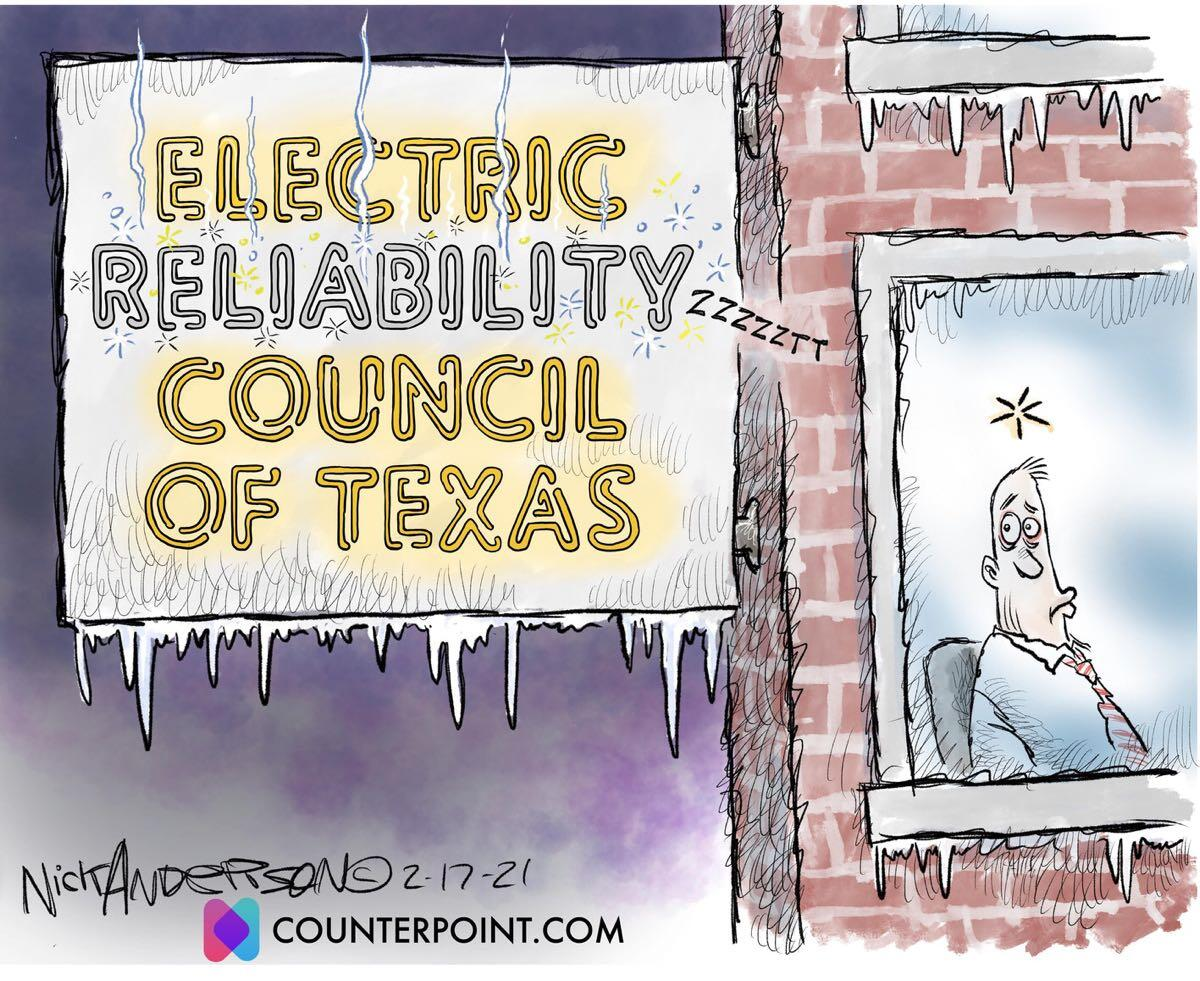 ELECTRIC
RELIABILITY
ZZZZZTT
COUNCIL
OF TEXAS
NICK ANDERSON © 2-17-21
COUNTERPOINT.COM